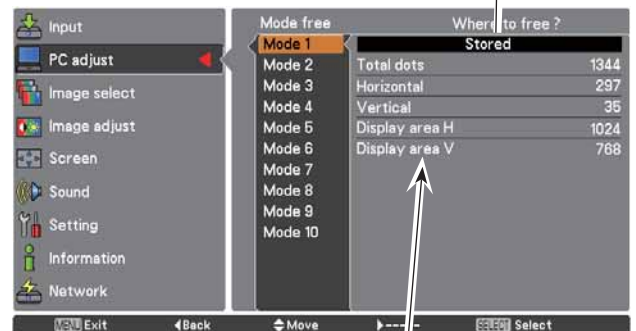 Input
PC adjust
Image select
Image adjust
Screen
Sound
Setting
Information
Network
Mode free
Mode 1
Mode 2
Mode 3
Mode 4
Mode 5
Mode 6
Mode 7
Mode 8
Mode 9
Mode 10
Where to free ?
Stored
Total dots 1344
Horizontal 297
Vertical 35
Display area H 1024
Display area V 768
MENU Exit ◀Back Move ▶----- SELECT Select